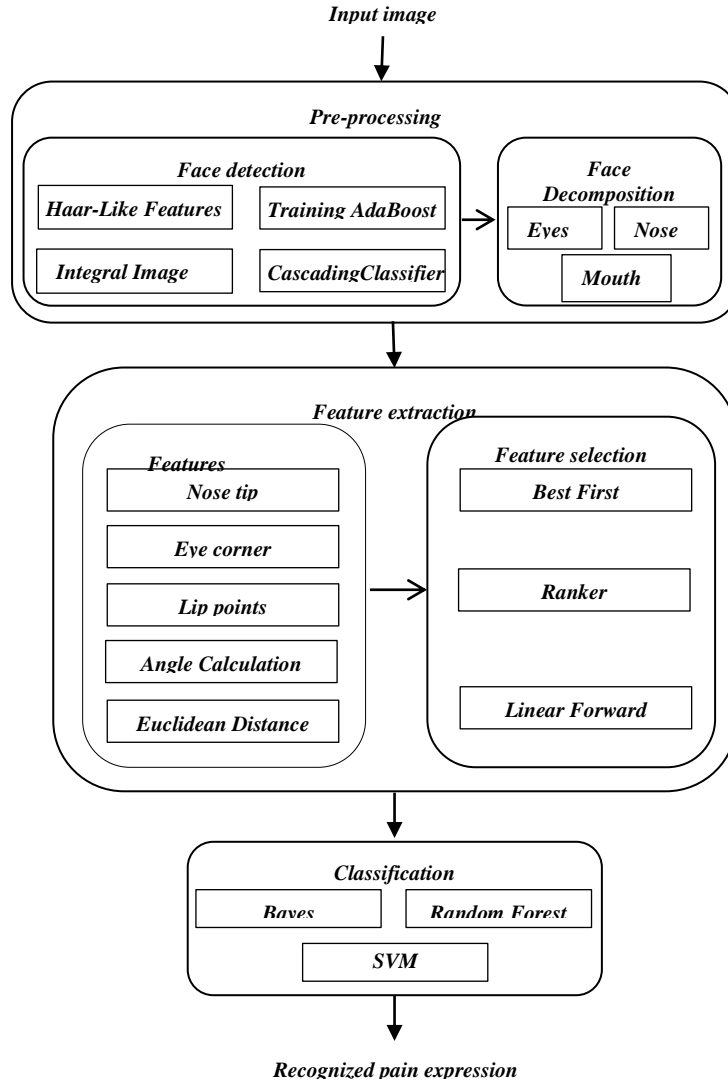 Input image
Pre-processing
Face detection
Haar-Like Features
Training AdaBoost
Integral Image
CascadingClassifier
Face
Decomposition
Eyes
Nose
Mouth
Feature extraction
Features
Nose tip
Eye corner
Lip points
Angle Calculation
Euclidean Distance
Feature selection
Best First
Ranker
Linear Forward
Classification
Bayes
Random Forest
SVM
Recognized pain expression